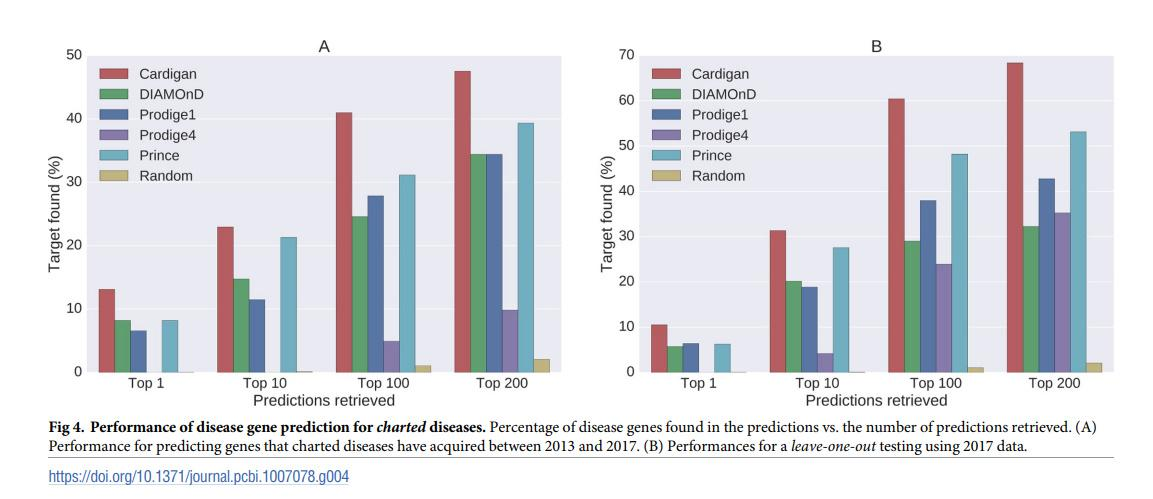 A
50
40
30
20
10
0
Target found (%)
Cardigan
DIAMOnD
Prodige1
Prodige4
Prince
Random
Top 1 Top 10 Top 100 Top 200
Predictions retrieved
B
70
60
50
40
30
20
10
0
Target found (%)
Cardigan
DIAMOnD
Prodige1
Prodige4
Prince
Random
Top 1 Top 10 Top 100 Top 200
Predictions retrieved
Fig 4. Performance of disease gene prediction for charted diseases. Percentage of disease genes found in the predictions vs. the number of predictions retrieved. (A)
Performance for predicting genes that charted diseases have acquired between 2013 and 2017. (B) Performances for a leave-one-out testing using 2017 data.
https://doi.org/10.1371/journal.pcbi.1007078.g004